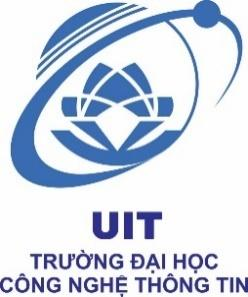 UIT
TRƯỜNG ĐẠI HỌC
CÔNG NGHỆ THÔNG TIN